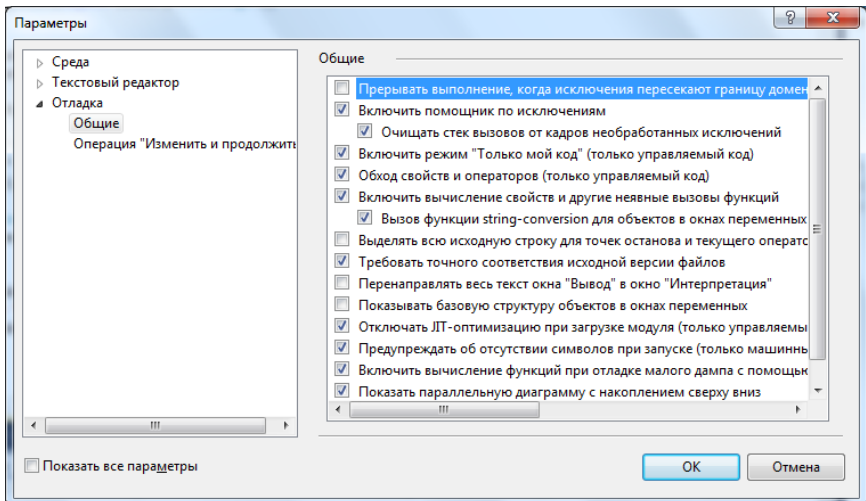 Параметры
Среда
Текстовый редактор
Отладка
Общие
Операция "Изменить и продолжить
Общие
Прерывать выполнение, когда исключения пересекают границу домен
Включить помощник по исключениям
Очищать стек вызовов от кадров необработанных исключений
Включить режим "Только мой код" (только управляемый код)
Обход свойств и операторов (только управляемый код)
Включить вычисление свойств и другие неявные вызовы функций
Вызов функции string-conversion для объектов в окнах переменных
Выделять всю исходную строку для точек останова и текущего операто
Требовать точного соответствия исходной версии файлов
Перенаправлять весь текст окна "Вывод" в окно "Интерпретация"
Показывать базовую структуру объектов в окнах переменных
Отключать JIT-оптимизацию при загрузке модуля (только управляемы
Предупреждать об отсутствии символов при запуске (только машиннь
Включить вычисление функций при отладке малого дампа с помощью
Показать параллельную диаграмму с накоплением сверху вниз
Показать все параметры
OK
Отмена